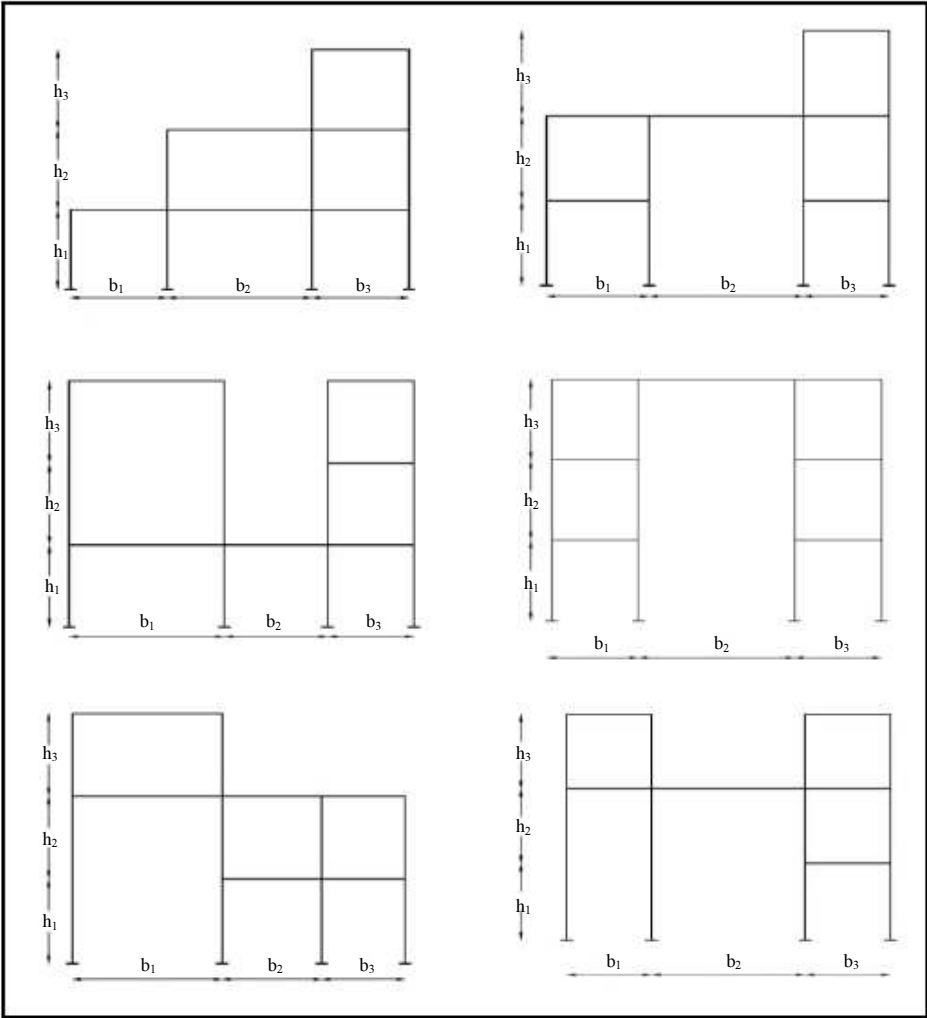 h₃
h₂
h₁
b₁ b₂ b₃
h₃
h₂
h₁
b₁ b₂ b₃
h₃
h₂
h₁
b₁ b₂ b₃
h₃
h₂
h₁
b₁ b₂ b₃
h₃
h₂
h₁
b₁ b₂ b₃
h₃
h₂
h₁
b₁ b₂ b₃